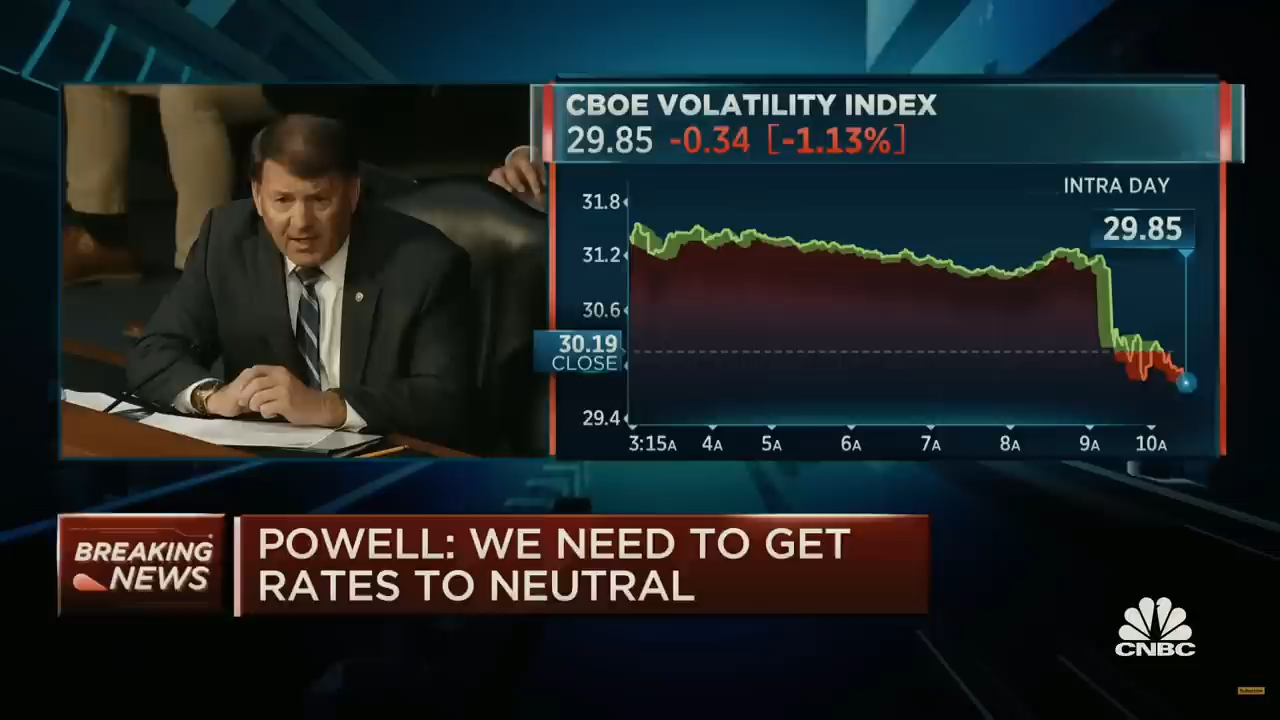 CBOE VOLATILITY INDEX
29.85 -0.34 [-1.13%]
INTRA DAY
29.85
31.8
31.2
30.6
30.19
CLOSE
29.4
3:15A 4A 5A 6A 7A 8A 9A 10A
BREAKING
NEWS
POWELL: WE NEED TO GET
RATES TO NEUTRAL
CNBC
Subscribe